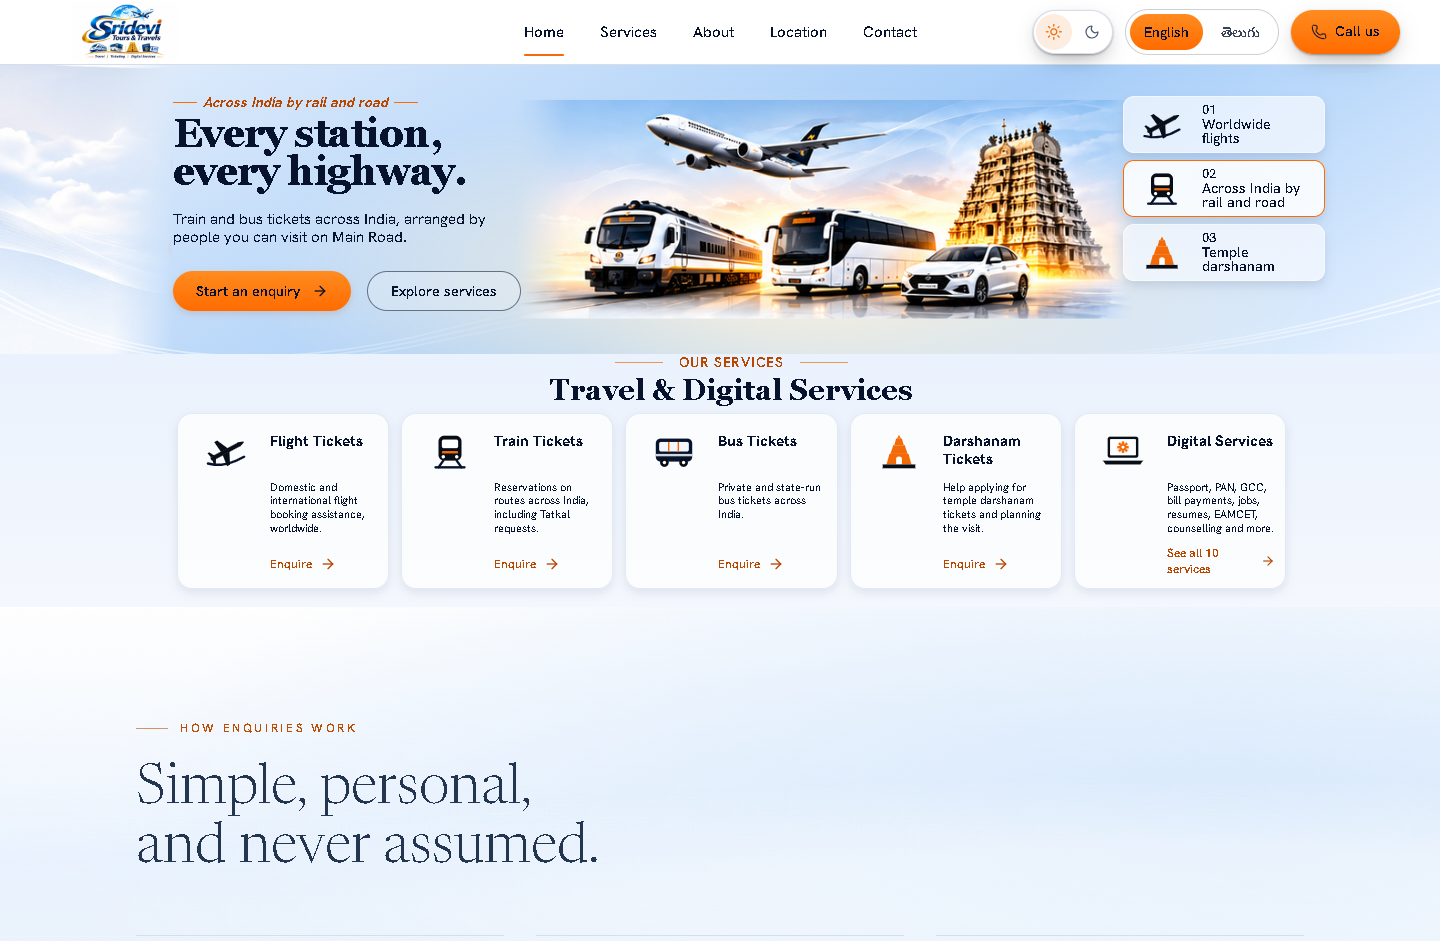 Sridevi
Tours & Travels
Travel | Ticketing | Digital Services
Home
Services
About
Location
Contact
English
తెలుగు
Call us
Across India by rail and road
Every station,
every highway.
Train and bus tickets across India, arranged by
people you can visit on Main Road.
Start an enquiry
Explore services
01
Worldwide
flights
02
Across India by
rail and road
03
Temple
darshanam
OUR SERVICES
Travel & Digital Services
Flight Tickets
Domestic and
international flight
booking assistance,
worldwide.
Enquire
Train Tickets
Reservations on
routes across India,
including Tatkal
requests.
Enquire
Bus Tickets
Private and state-run
bus tickets across
India.
Enquire
Darshanam
Tickets
Help applying for
temple darshanam
tickets and planning
the visit.
Enquire
Digital Services
Passport, PAN, GCC,
bill payments, jobs,
resumes, EAMCET,
counselling and more.
See all 10
services
HOW ENQUIRIES WORK
Simple, personal,
and never assumed.